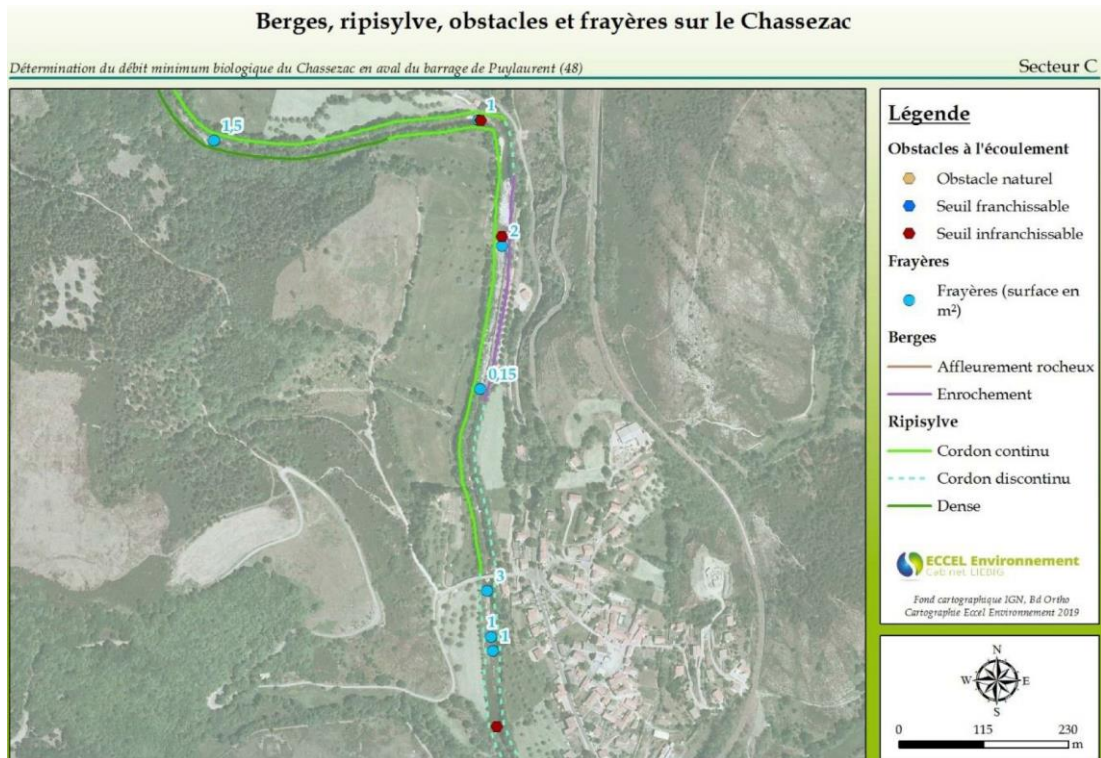 Berges, ripisylve, obstacles et frayères sur le Chassezac
Détermination du débit minimum biologique du Chassezac en aval du barrage de Puylaurent (48)
Secteur C
1
1,5
2
0,15
3
1
1
Légende
Obstacles à l'écoulement
Obstacle naturel
Seuil franchissable
Seuil infranchissable
Frayères
Frayères (surface en
m²)
Berges
Affleurement rocheux
Enrochement
Ripisylve
Cordon continu
Cordon discontinu
Dense
ECCEL Environnement
Cabinet LIEBIG
Fond cartographique IGN, Bd Ortho
Cartographie Eccel Environnement 2019
N
W E
S
0 115 230
m